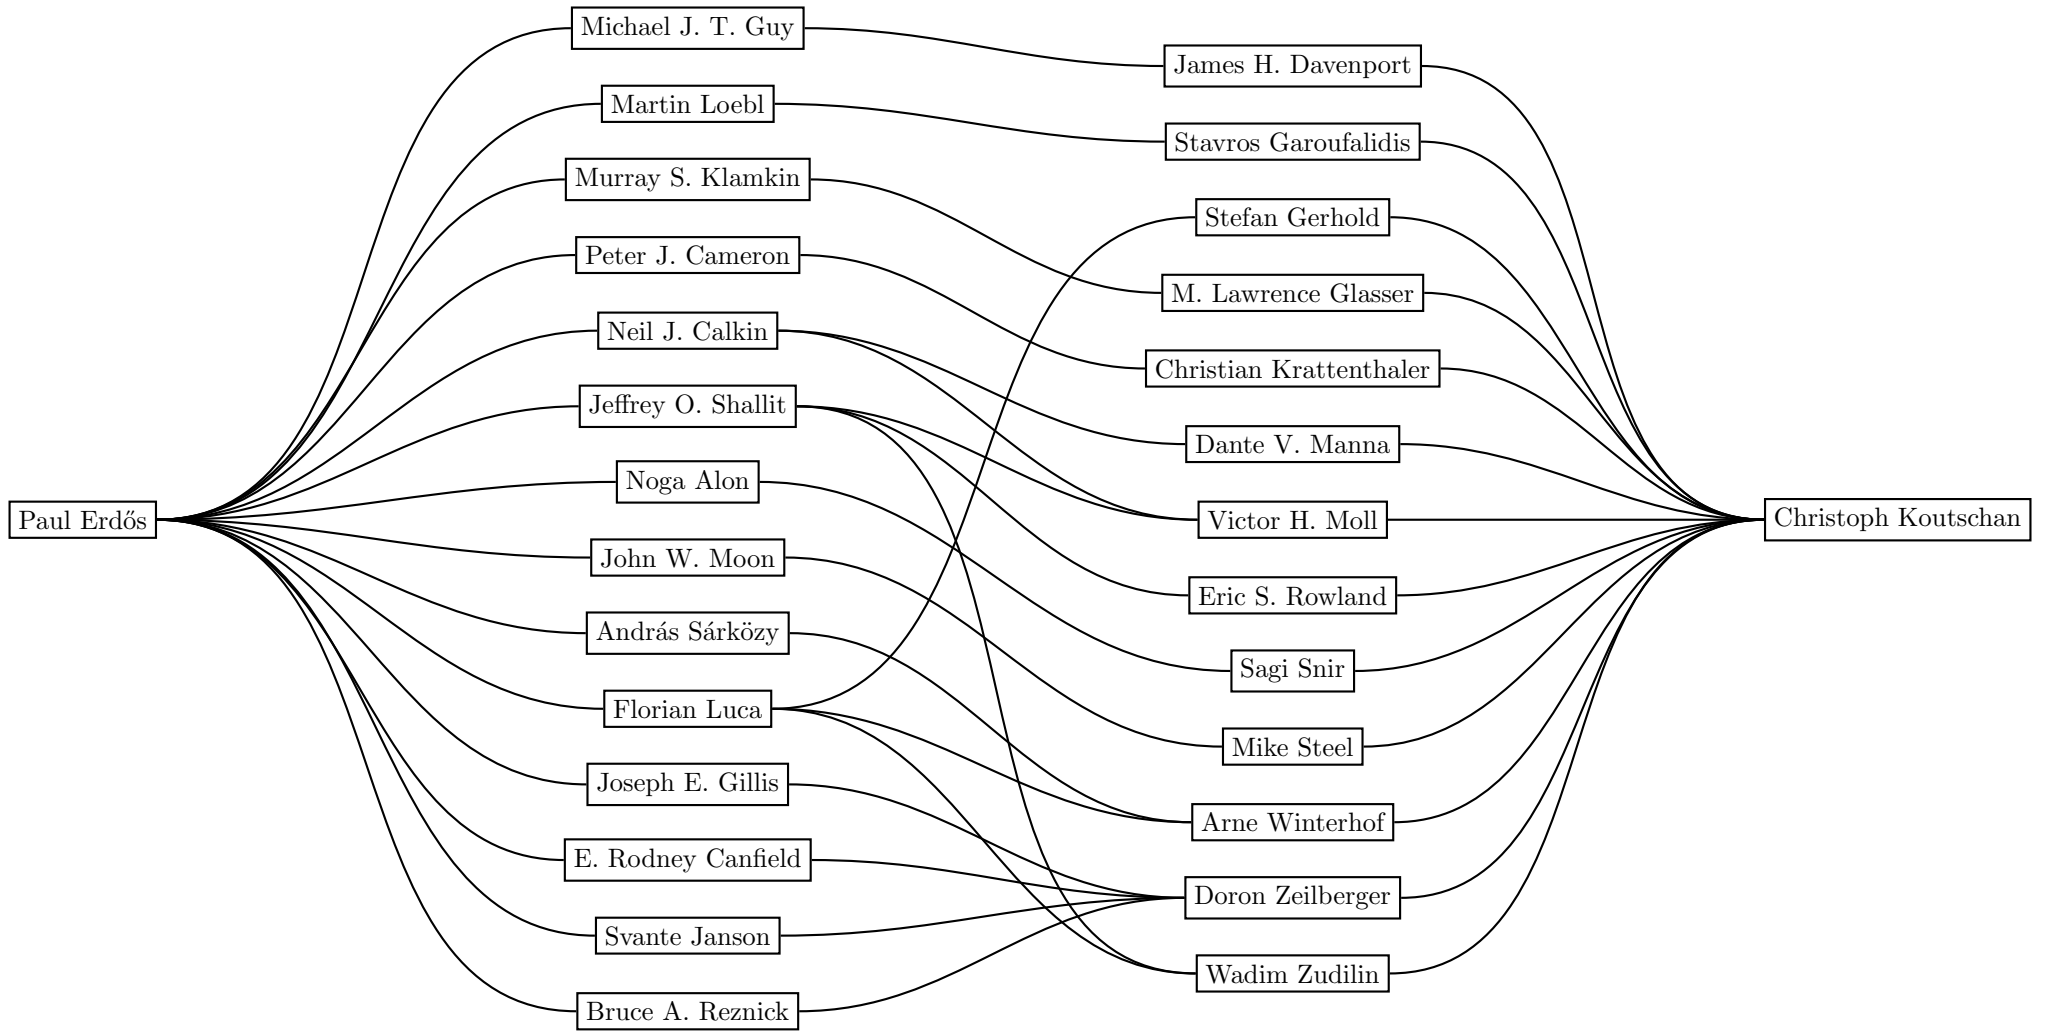 Paul Erdős
Michael J. T. Guy
Martin Loebl
Murray S. Klamkin
Peter J. Cameron
Neil J. Calkin
Jeffrey O. Shallit
Noga Alon
John W. Moon
András Sárközy
Florian Luca
Joseph E. Gillis
E. Rodney Canfield
Svante Janson
Bruce A. Reznick
James H. Davenport
Stavros Garoufalidis
Stefan Gerhold
M. Lawrence Glasser
Christian Krattenthaler
Dante V. Manna
Victor H. Moll
Eric S. Rowland
Sagi Snir
Mike Steel
Arne Winterhof
Doron Zeilberger
Wadim Zudilin
Christoph Koutschan